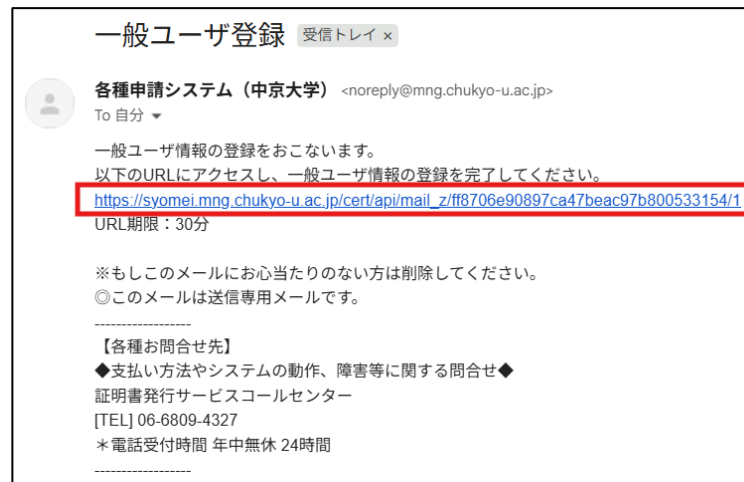 一般ユーザ登録 受信トレイ ×
各種申請システム（中京大学） <noreply@mng.chukyo-u.ac.jp>
To 自分
一般ユーザ情報の登録をおこないます。
以下のURLにアクセスし、一般ユーザ情報の登録を完了してください。
https://syomei.mng.chukyo-u.ac.jp/cert/api/mail_z/ff8706e90897ca47beac97b800533154/1
URL期限：30分
※もしこのメールにお心当たりのない方は削除してください。
◎このメールは送信専用メールです。
------------------
【各種お問合せ先】
◆支払い方法やシステムの動作、障害等に関する問合せ◆
証明書発行サービスコールセンター
[TEL] 06-6809-4327
＊電話受付時間 年中無休 24時間
------------------